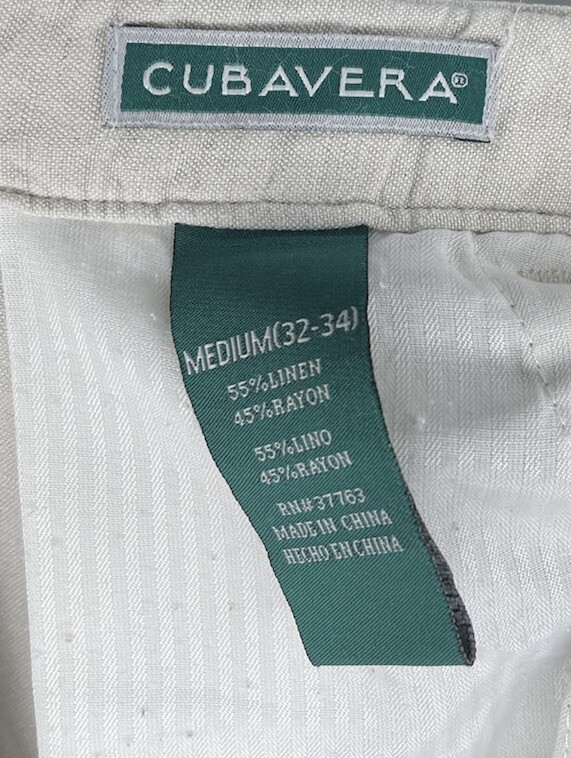 CUBAVERA®
MEDIUM(32-34)
55%LINEN
45%RAYON
55%LINO
45%RAYON
RN#37763
MADE IN CHINA
HECHO EN CHINA